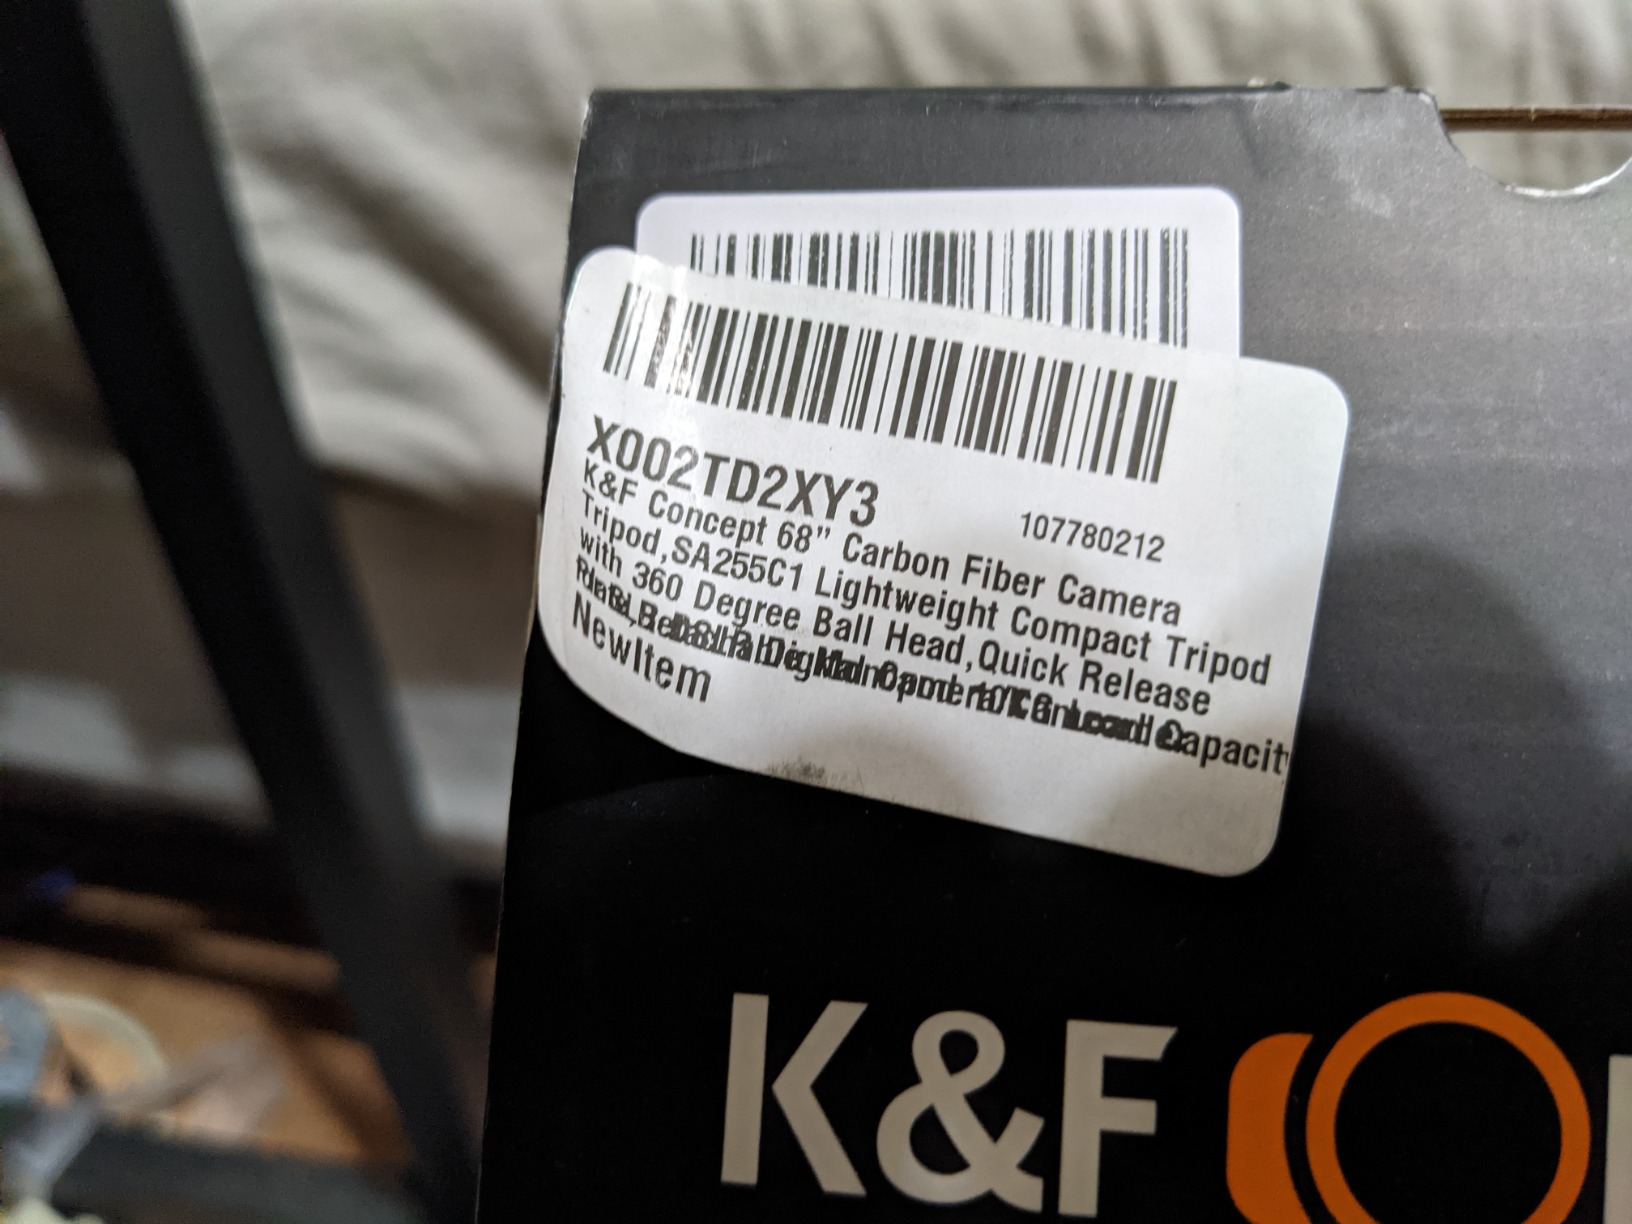 X002TD2XY3
107780212
K&F Concept 68” Carbon Fiber Camera
Tripod,SA255C1 Lightweight Compact Tripod
with 360 Degree Ball Head,Quick Release
Capacity
NewItem
K&F